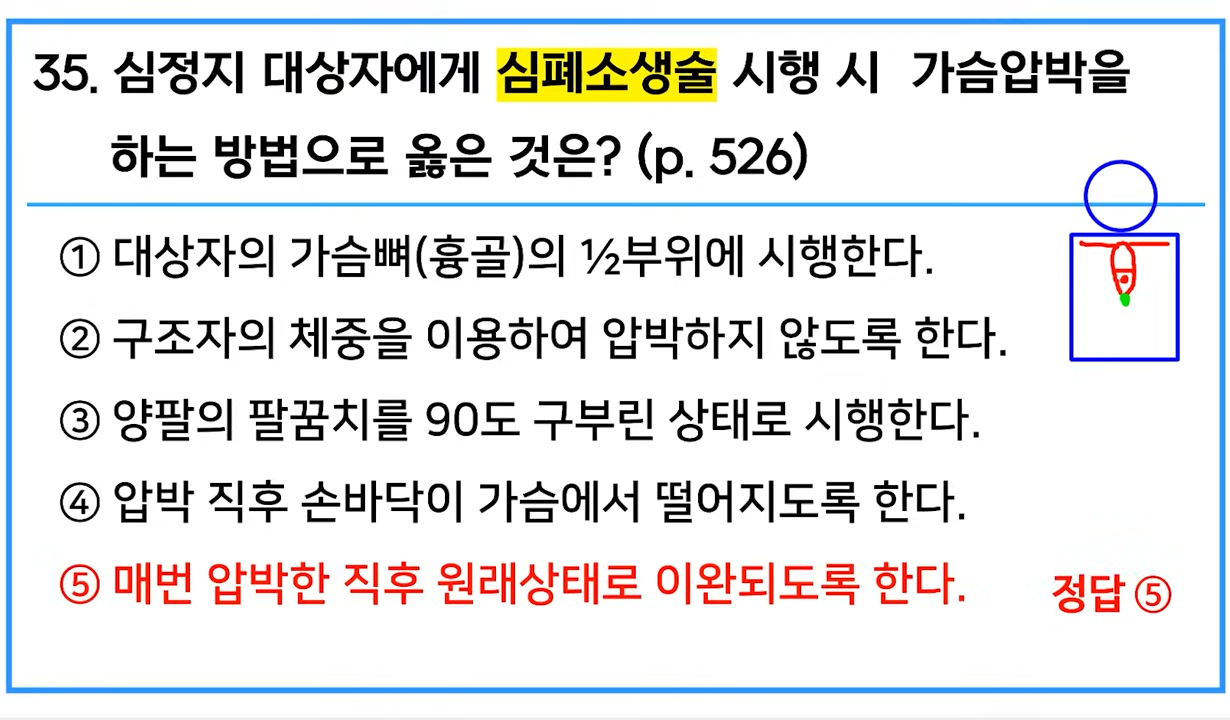 35. 심정지 대상자에게 심폐소생술 시행 시 가슴압박을
하는 방법으로 옳은 것은? (p. 526)
① 대상자의 가슴뼈(흉골)의 ½부위에 시행한다.
② 구조자의 체중을 이용하여 압박하지 않도록 한다.
③ 양팔의 팔꿈치를 90도 구부린 상태로 시행한다.
④ 압박 직후 손바닥이 가슴에서 떨어지도록 한다.
⑤ 매번 압박한 직후 원래상태로 이완되도록 한다.
정답 ⑤